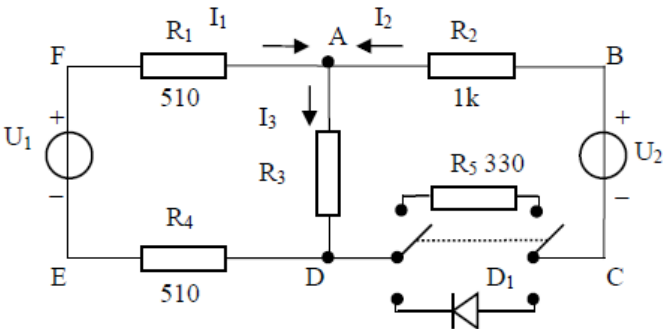 I₁ A I₂
R₁ R₂
F B
510 1k
+ I₃ +
U₁ R₃ R₅ 330 U₂
− −
R₄
E D D₁ C
510